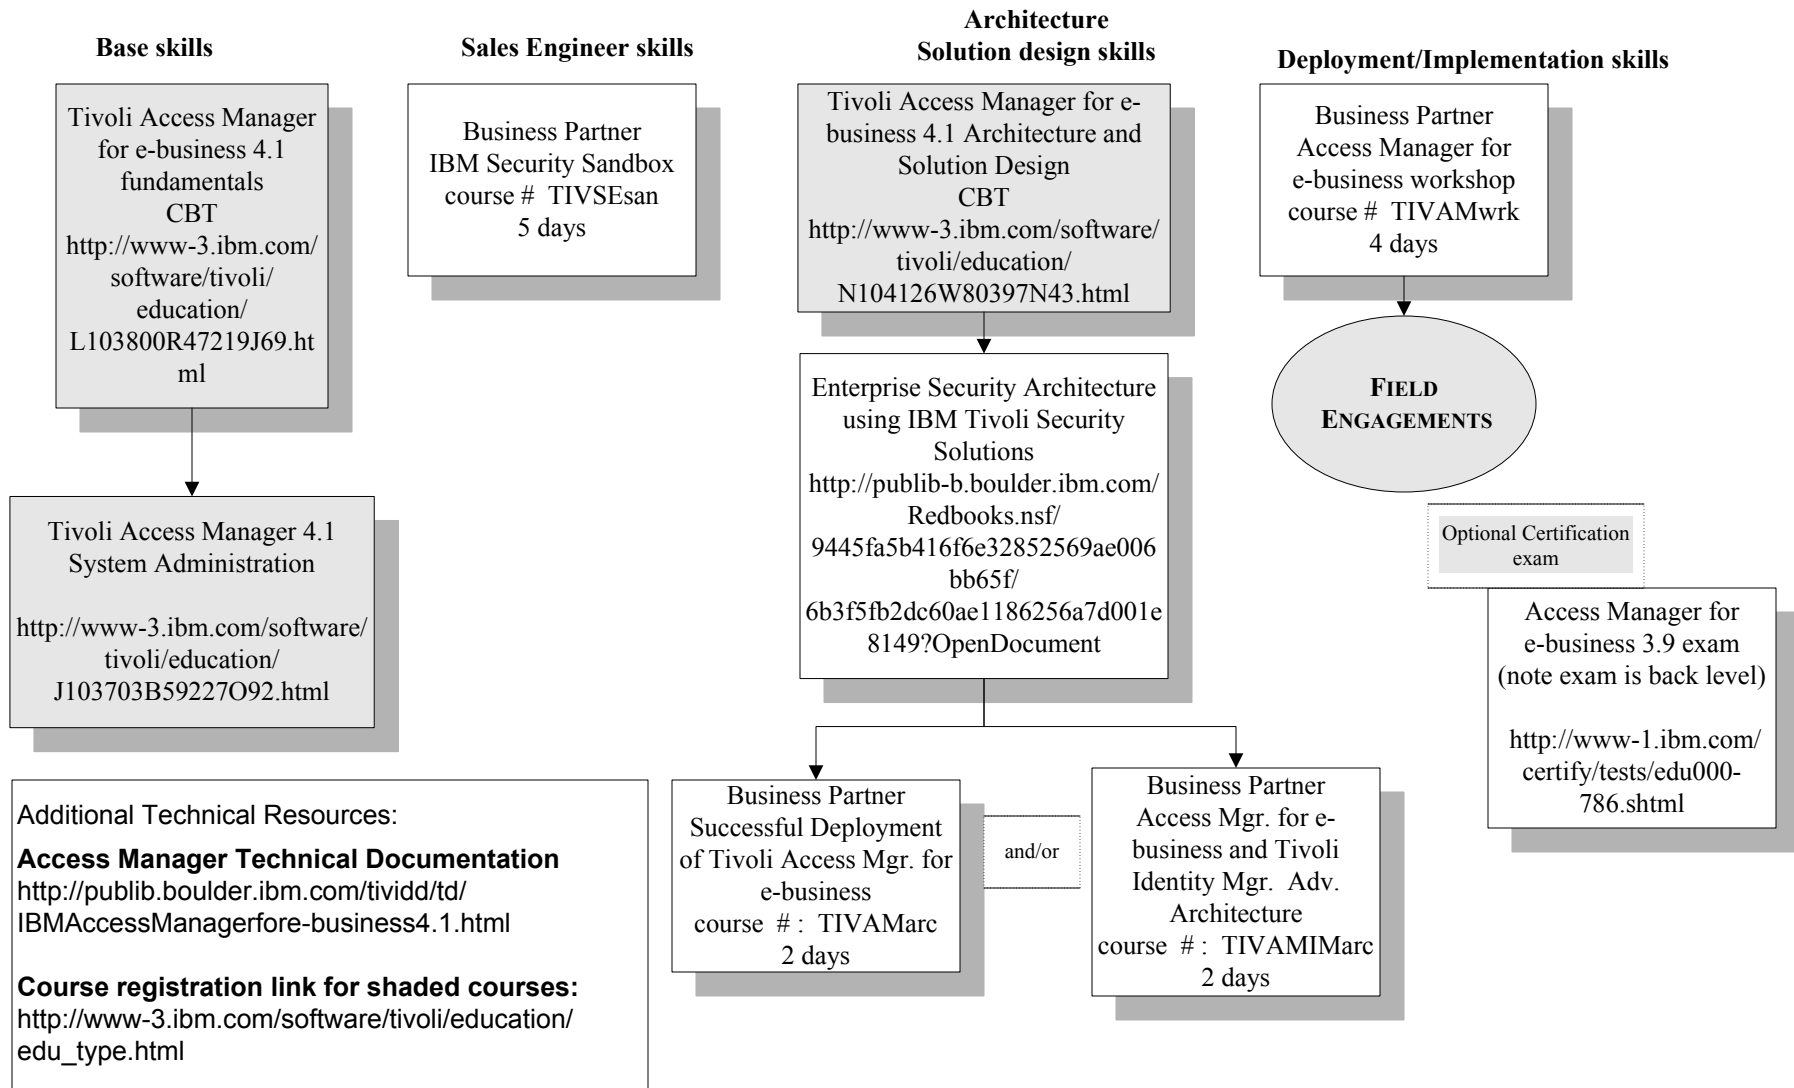 Base skills
Tivoli Access Manager
for e-business 4.1
fundamentals
CBT
http://www-3.ibm.com/
software/tivoli/
education/
L103800R47219J69.ht
ml
Tivoli Access Manager 4.1
System Administration
http://www-3.ibm.com/software/
tivoli/education/
J103703B59227O92.html
Sales Engineer skills
Business Partner
IBM Security Sandbox
course # TIVSEsan
5 days
Architecture
Solution design skills
Tivoli Access Manager for e-
business 4.1 Architecture and
Solution Design
CBT
http://www-3.ibm.com/software/
tivoli/education/
N104126W80397N43.html
Enterprise Security Architecture
using IBM Tivoli Security
Solutions
http://publib-b.boulder.ibm.com/
Redbooks.nsf/
9445fa5b416f6e32852569ae006
bb65f/
6b3f5fb2dc60ae1186256a7d001e
8149?OpenDocument
Business Partner
Successful Deployment
of Tivoli Access Mgr. for
e-business
course # : TIVAMarc
2 days
and/or
Business Partner
Access Mgr. for e-
business and Tivoli
Identity Mgr. Adv.
Architecture
course # : TIVAMIMarc
2 days
Deployment/Implementation skills
Business Partner
Access Manager for
e-business workshop
course # TIVAMwrk
4 days
FIELD
ENGAGEMENTS
Optional Certification
exam
Access Manager for
e-business 3.9 exam
(note exam is back level)
http://www-1.ibm.com/
certify/tests/edu000-
786.shtml
Additional Technical Resources:
Access Manager Technical Documentation
http://publib.boulder.ibm.com/tividd/td/
IBMAccessManagerfore-business4.1.html
Course registration link for shaded courses:
http://www-3.ibm.com/software/tivoli/education/
edu_type.html